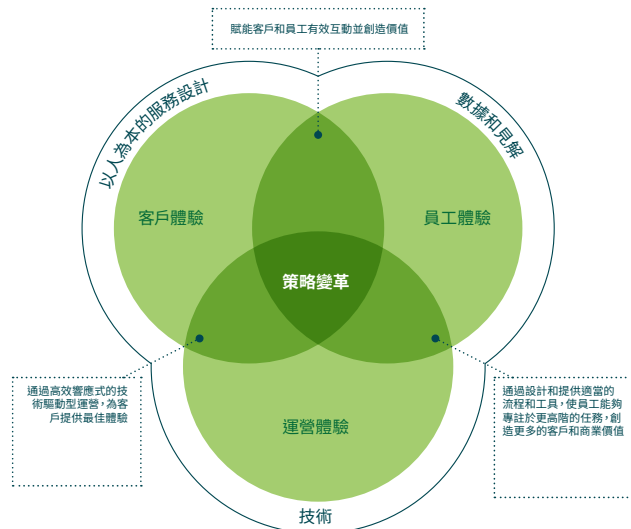 賦能客戶和員工有效互動並創造價值
以人為本的服務設計
數據和見解
客戶體驗
員工體驗
策略變革
通過高效響應式的技
術驅動型運營，為客
戶提供最佳體驗
通過設計和提供適當的
流程和工具，使員工能夠
專註於更高階的任務，創
造更多的客戶和商業價值
運營體驗
技術